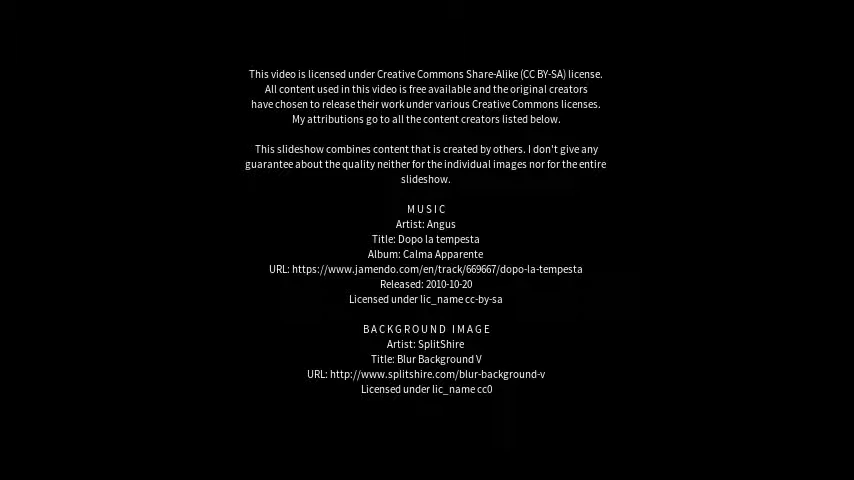 This video is licensed under Creative Commons Share-Alike (CC BY-SA) license.
All content used in this video is free available and the original creators
have chosen to release their work under various Creative Commons licenses.
My attributions go to all the content creators listed below.
This slideshow combines content that is created by others. I don't give any
guarantee about the quality neither for the individual images nor for the entire
slideshow.
MUSIC
Artist: Angus
Title: Dopo la tempesta
Album: Calma Apparente
URL: https://www.jamendo.com/en/track/669667/dopo-la-tempesta
Released: 2010-10-20
Licensed under lic_name cc-by-sa
BACKGROUND IMAGE
Artist: SplitShire
Title: Blur Background V
URL: http://www.splitshire.com/blur-background-v
Licensed under lic_name cc0